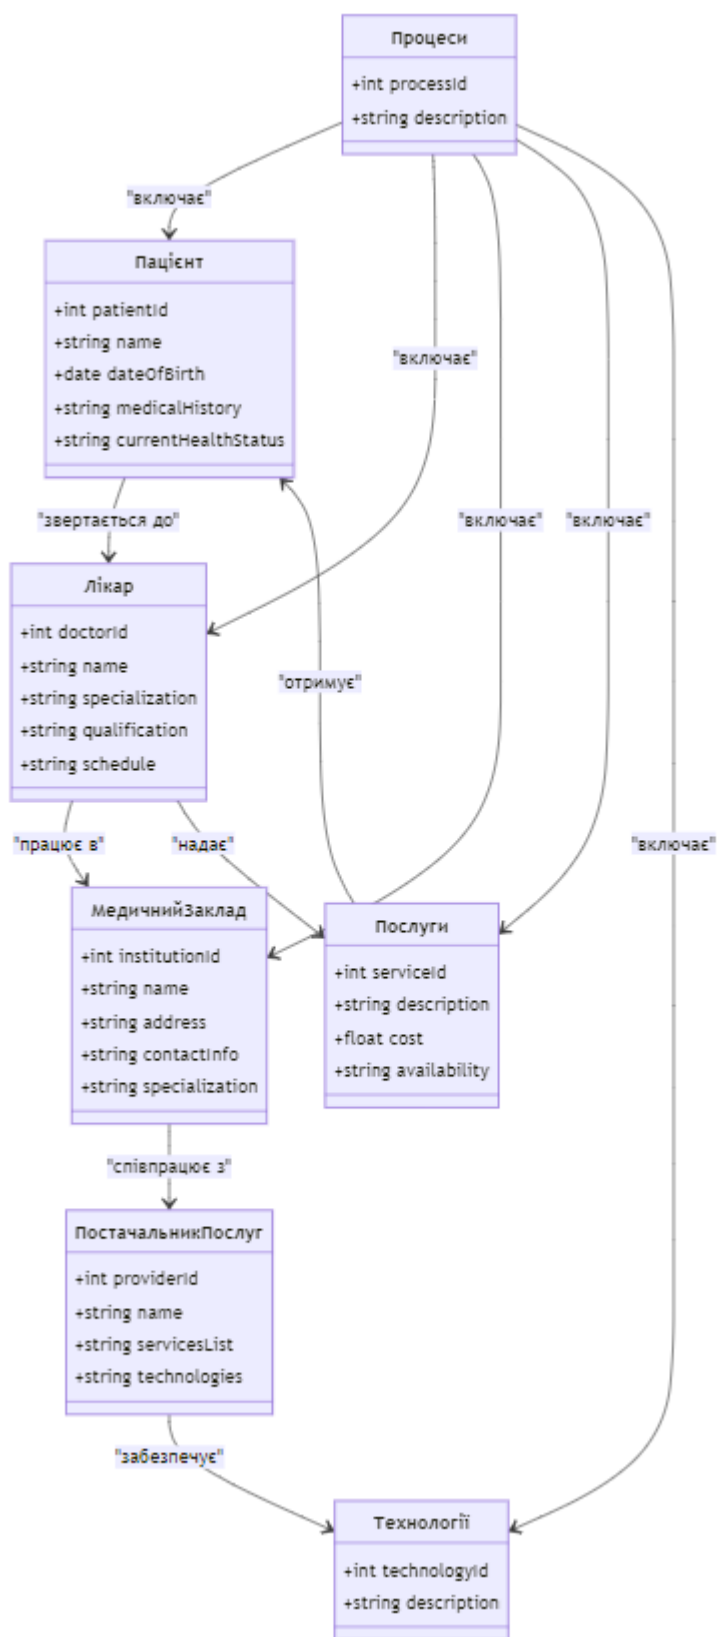 Процеси
+int processId
+string description
"включає"
Пацієнт
+int patientId
+string name
+date dateOfBirth
+string medicalHistory
+string currentHealthStatus
"включає"
"звертається до"
"включає"
"включає"
Лікар
+int doctorId
+string name
+string specialization
+string qualification
+string schedule
"отримує"
"працює в"
"надає"
"включає"
МедичнийЗаклад
+int institutionId
+string name
+string address
+string contactInfo
+string specialization
Послуги
+int serviceId
+string description
+float cost
+string availability
"співпрацює з"
ПостачальникПослуг
+int providerId
+string name
+string servicesList
+string technologies
"забезпечує"
Технології
+int technologyId
+string description